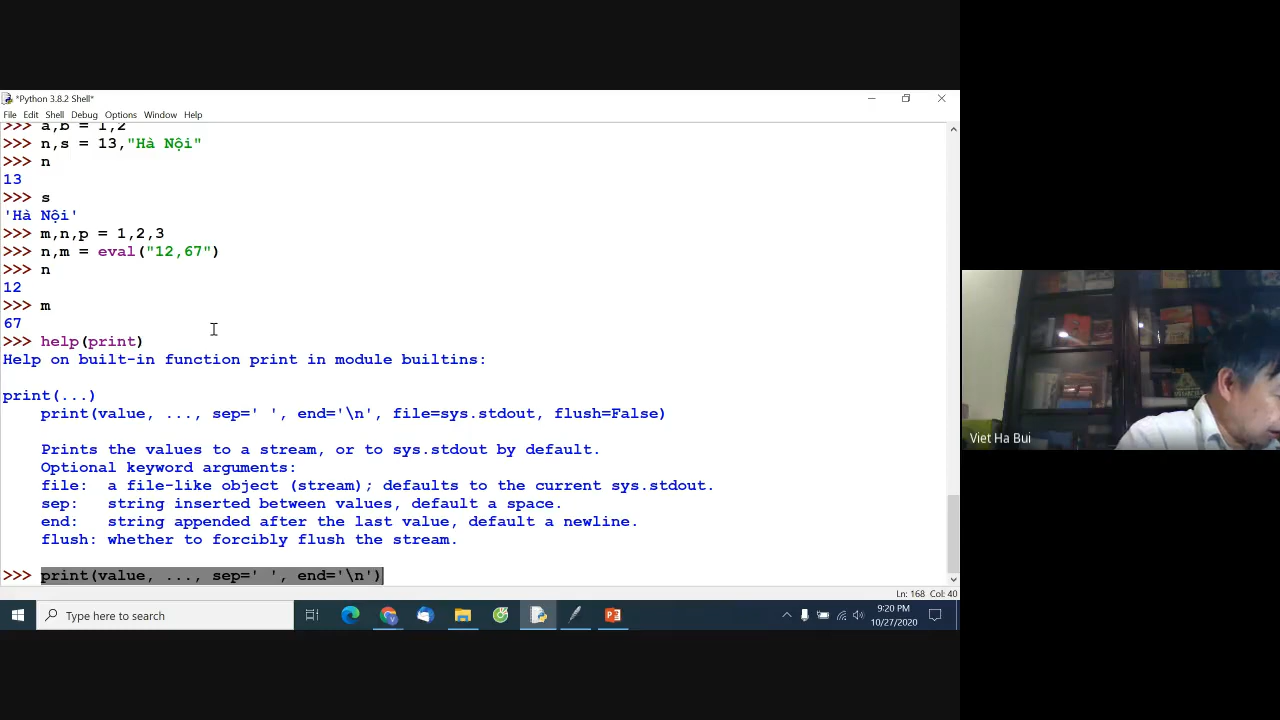 *Python 3.8.2 Shell*
File Edit Shell Debug Options Window Help
>>> a,b = 1,2
>>> n,s = 13,"Hà Nội"
>>> n
13
>>> s
'Hà Nội'
>>> m,n,p = 1,2,3
>>> n,m = eval("12,67")
>>> n
12
>>> m
67
>>> help(print)
Help on built-in function print in module builtins:
print(...)
print(value, ..., sep=' ', end='\n', file=sys.stdout, flush=False)
Prints the values to a stream, or to sys.stdout by default.
Optional keyword arguments:
file: a file-like object (stream); defaults to the current sys.stdout.
sep: string inserted between values, default a space.
end: string appended after the last value, default a newline.
flush: whether to forcibly flush the stream.
>>> print(value, ..., sep=' ', end='\n')
Ln: 168 Col: 40
Type here to search
9:20 PM
10/27/2020
Viet Ha Bui